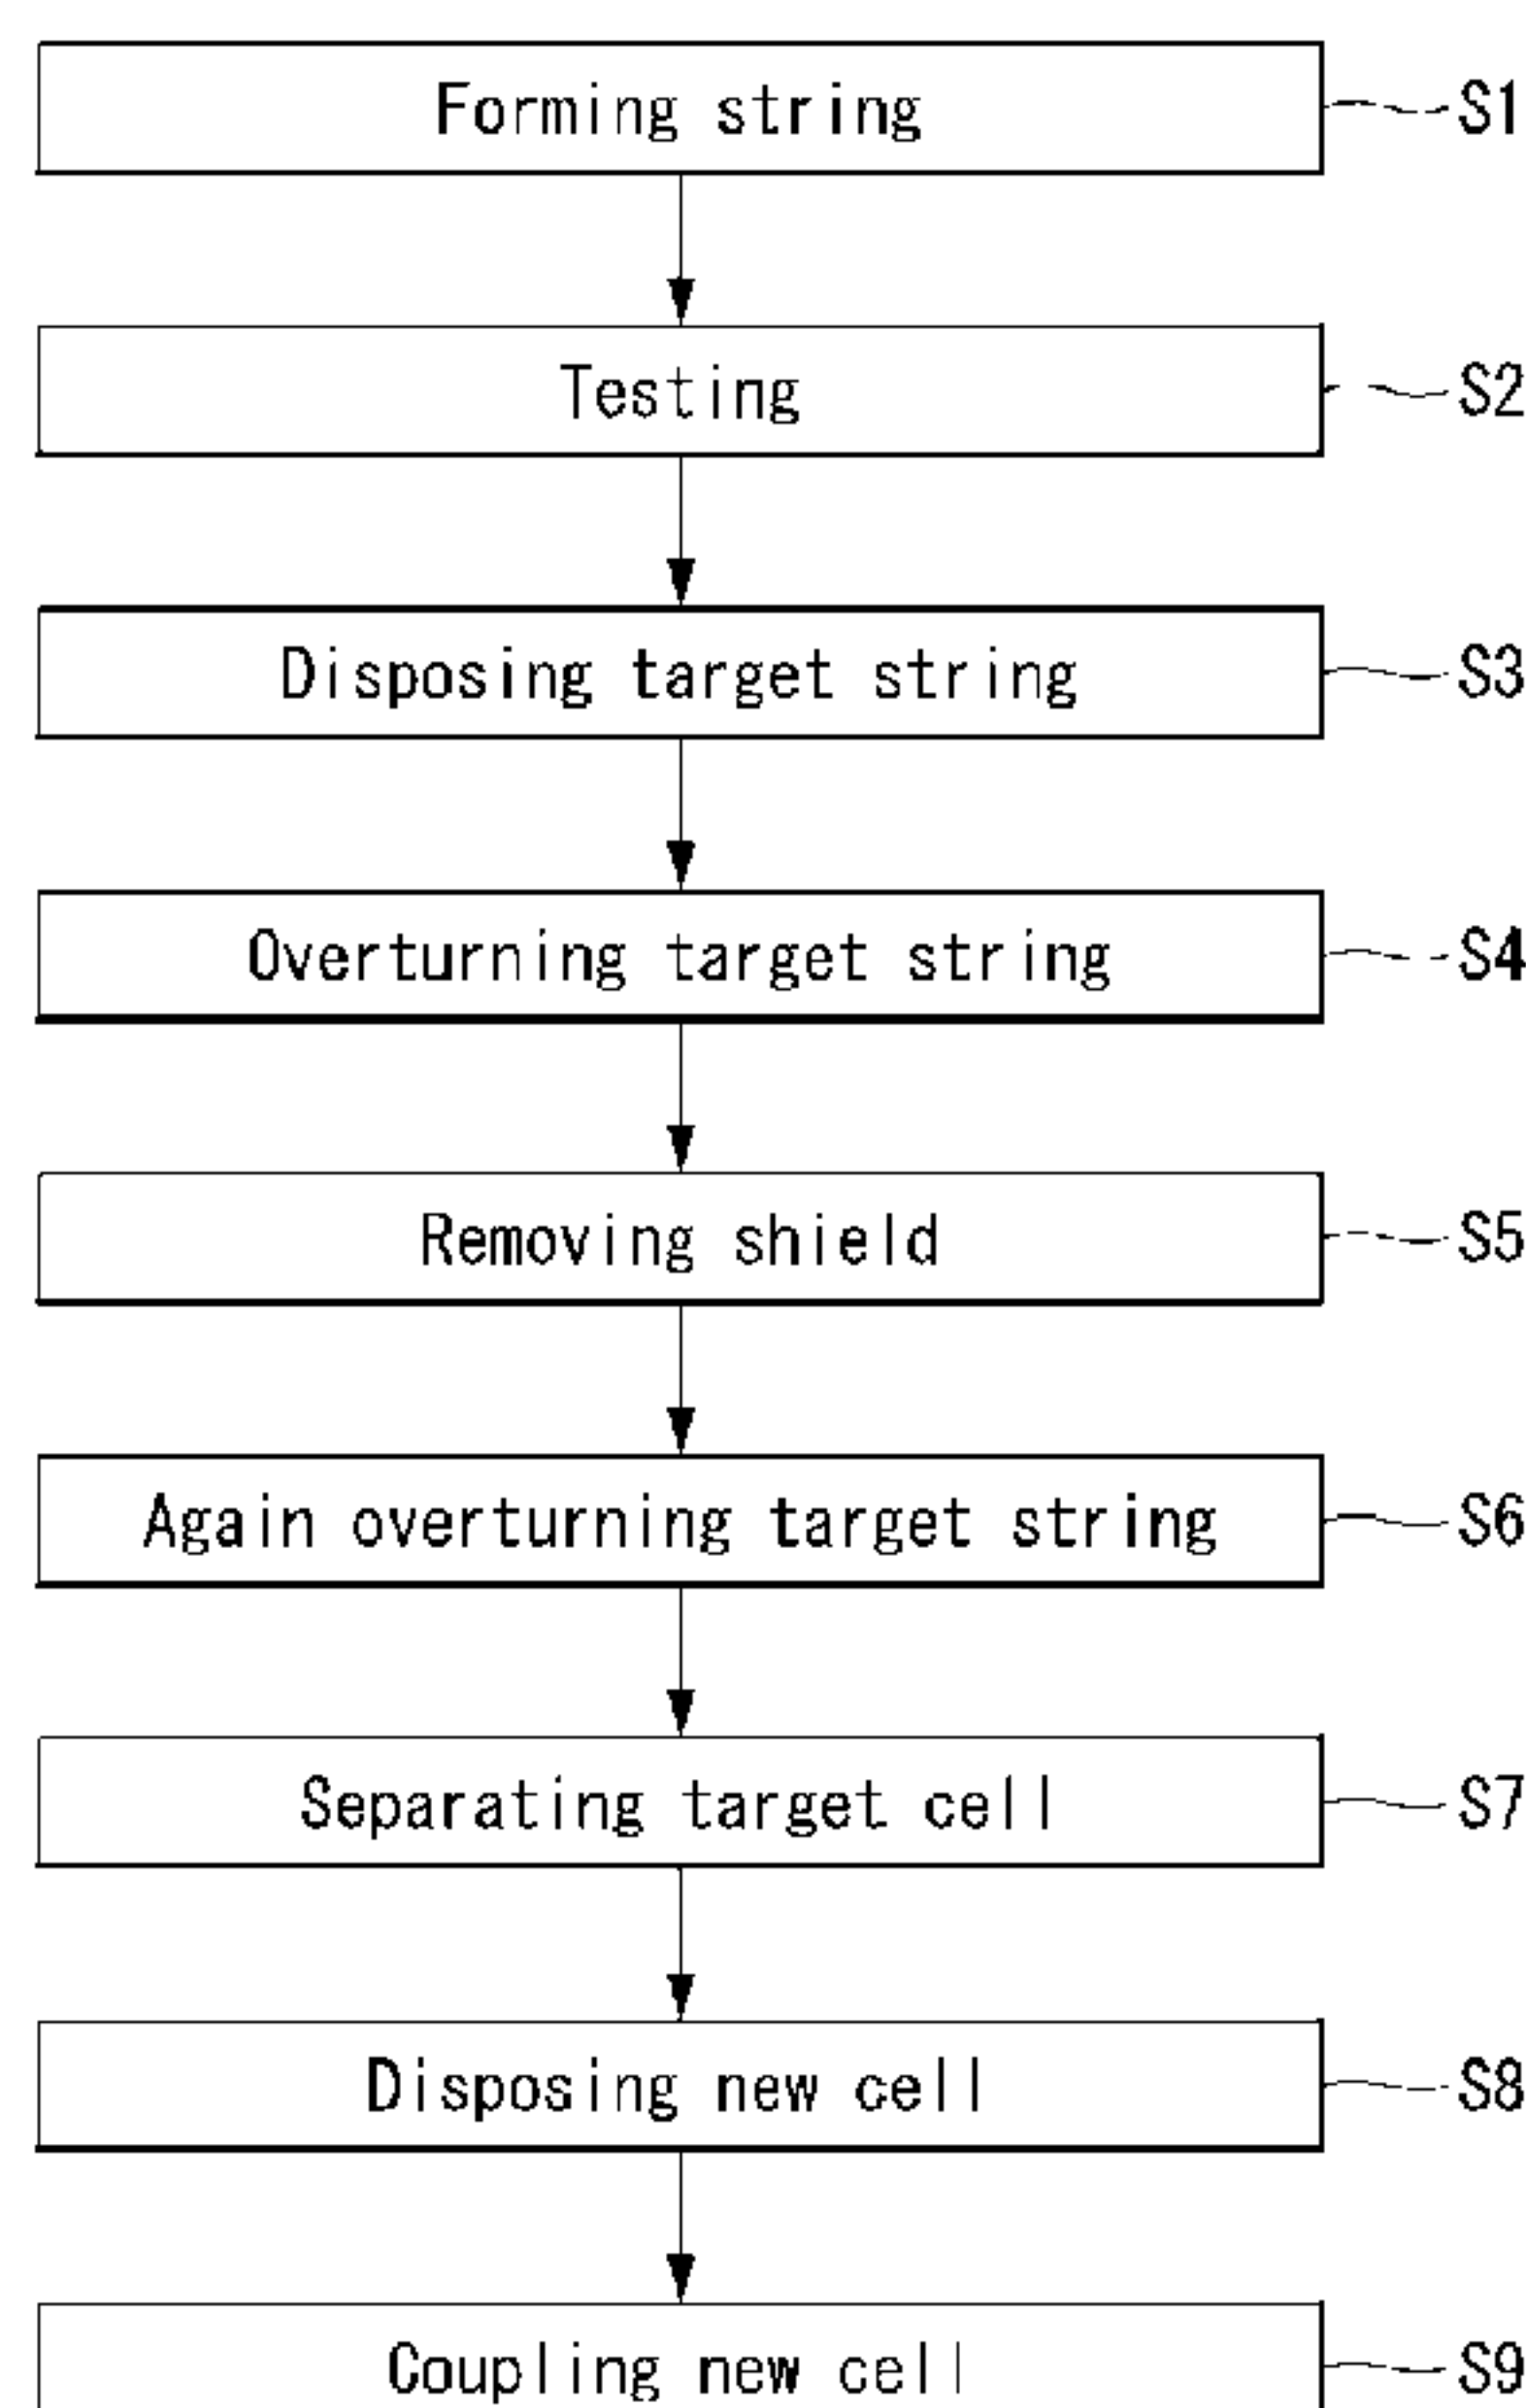 Forming string S1
Testing S2
Disposing target string S3
Overturning target string S4
Removing shield S5
Again overturning target string S6
Separating target cell S7
Disposing new cell S8
Coupling new cell S9